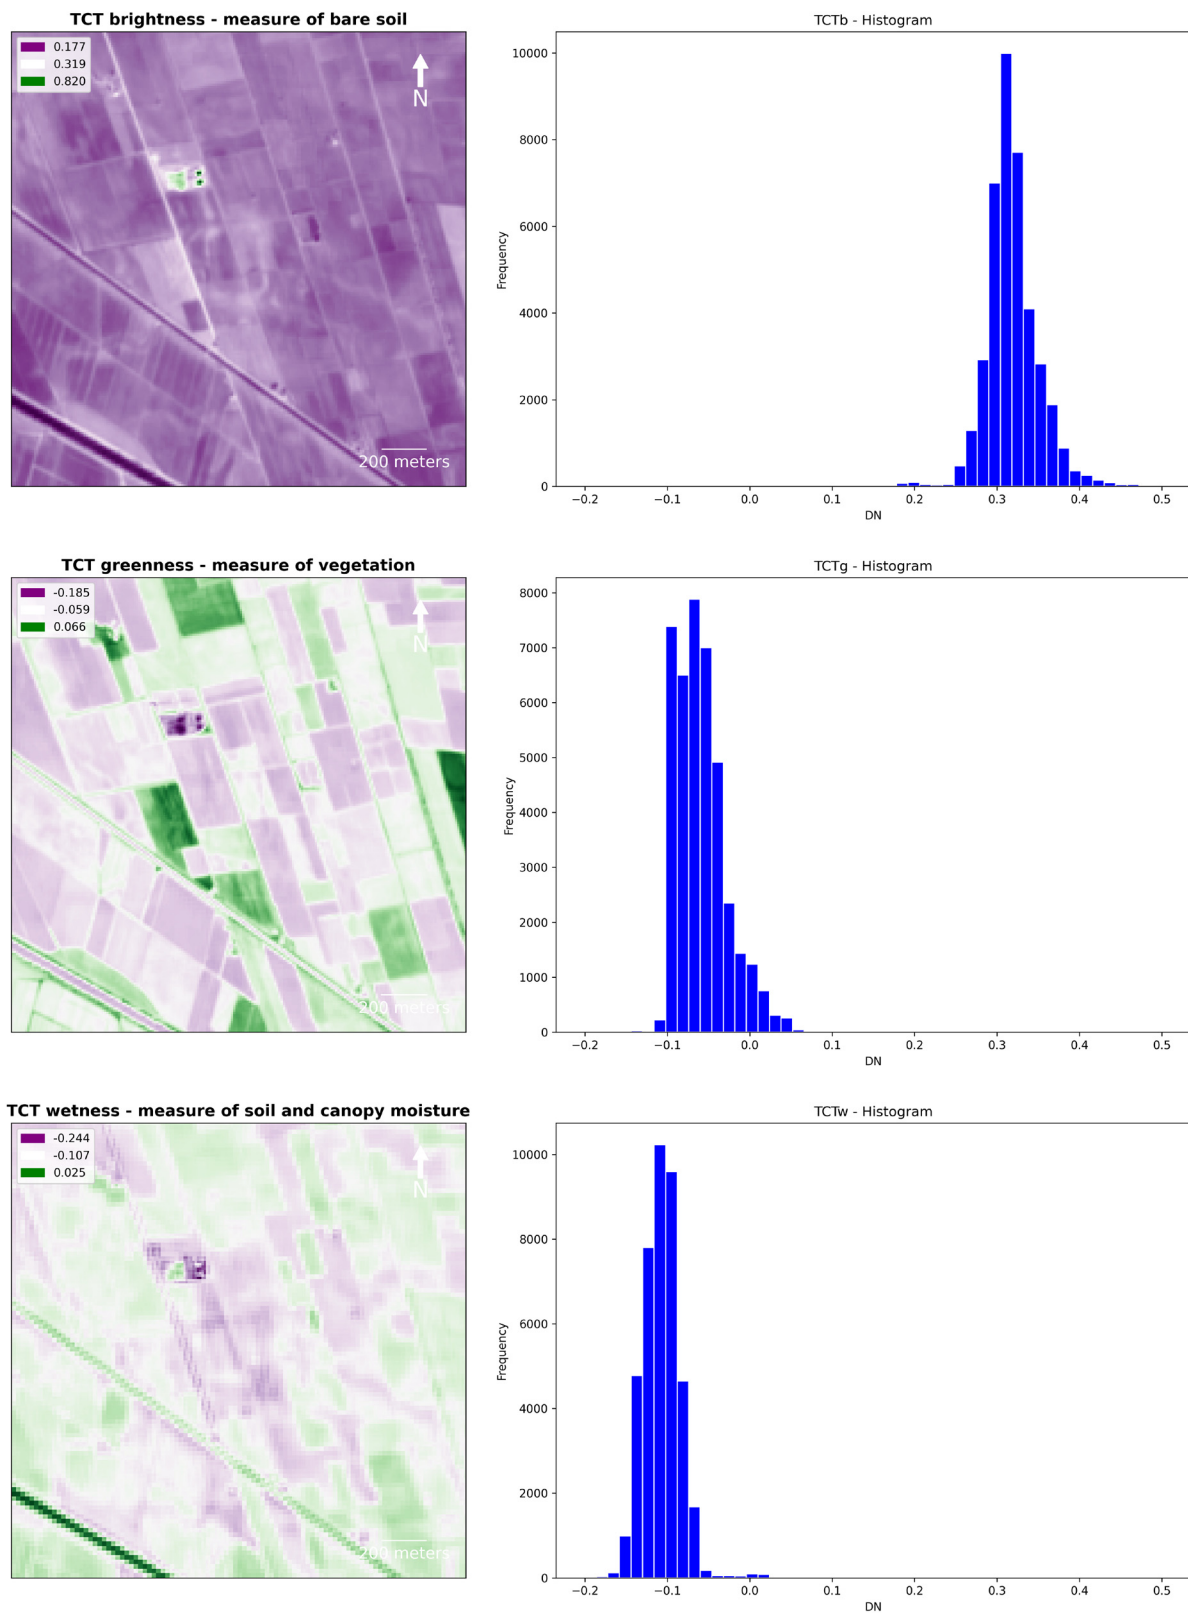 TCT brightness - measure of bare soil
0.177
0.319
0.820
N
200 meters
TCTb - Histogram
Frequency
10000
8000
6000
4000
2000
0
−0.2 −0.1 0.0 0.1 0.2 0.3 0.4 0.5
DN
TCT greenness - measure of vegetation
-0.185
-0.059
0.066
N
200 meters
TCTg - Histogram
Frequency
8000
7000
6000
5000
4000
3000
2000
1000
0
−0.2 −0.1 0.0 0.1 0.2 0.3 0.4 0.5
DN
TCT wetness - measure of soil and canopy moisture
-0.244
-0.107
0.025
N
200 meters
TCTw - Histogram
Frequency
10000
8000
6000
4000
2000
0
−0.2 −0.1 0.0 0.1 0.2 0.3 0.4 0.5
DN